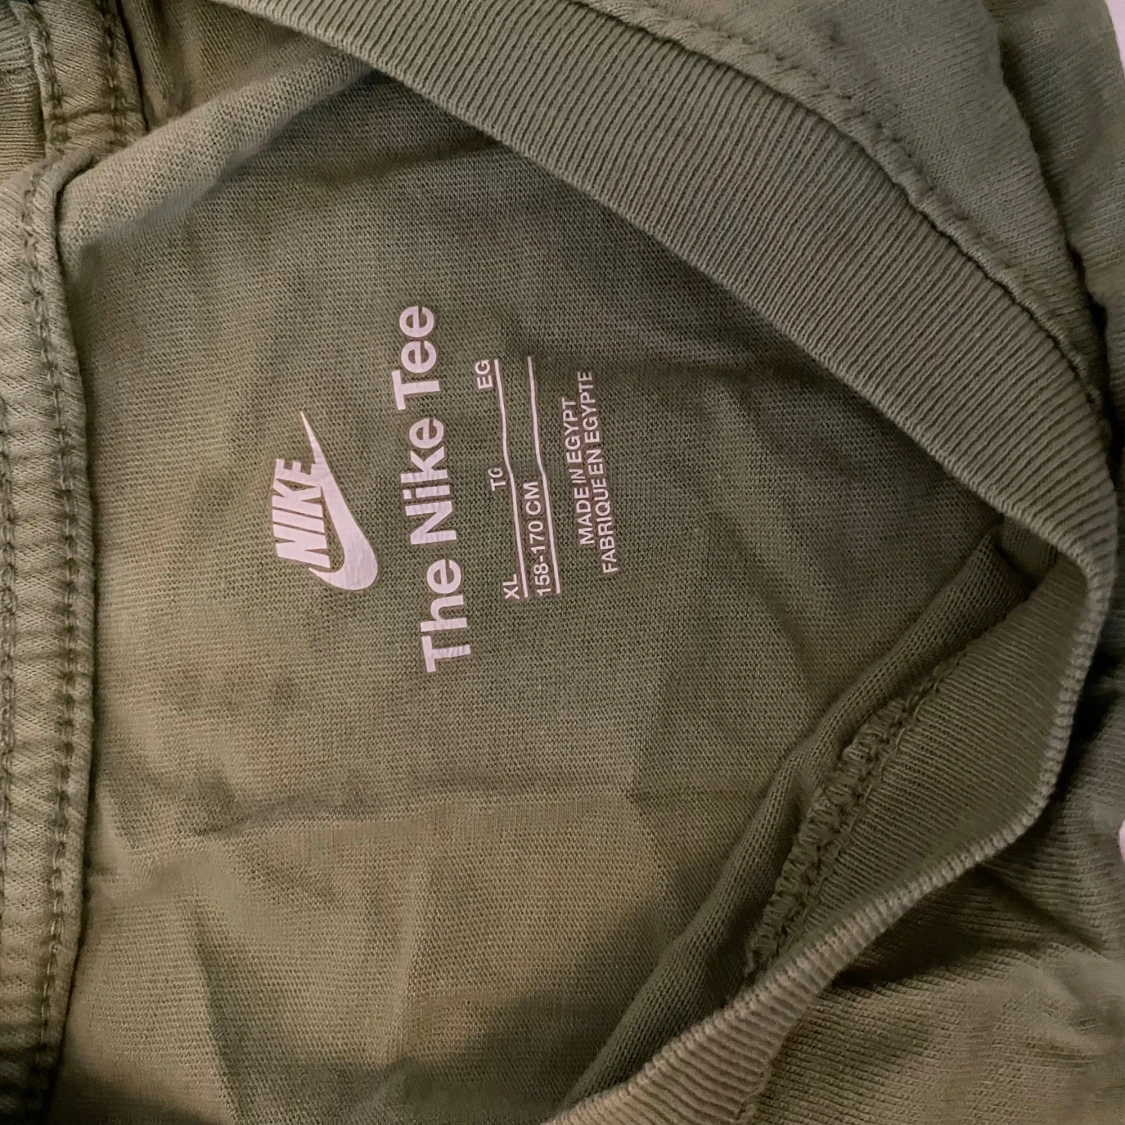 NIKE
The Nike Tee
XL TG EG
158-170 CM
MADE IN EGYPT
FABRIQUE EN EGYPTE